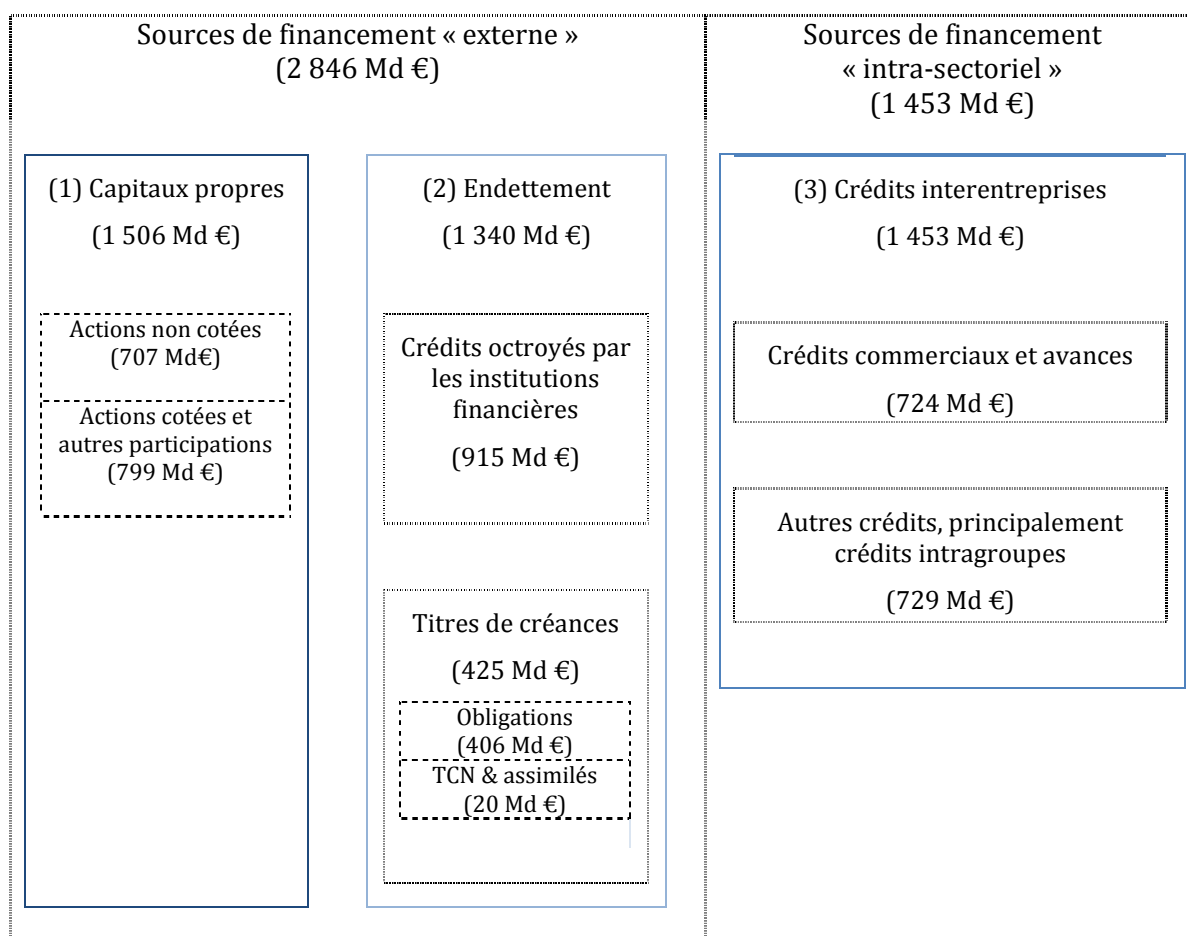 Sources de financement « externe »
(2 846 Md €)
Sources de financement
« intra-sectoriel »
(1 453 Md €)
(1) Capitaux propres
(1 506 Md €)
Actions non cotées
(707 Md€)
Actions cotées et
autres participations
(799 Md €)
(2) Endettement
(1 340 Md €)
Crédits octroyés par
les institutions
financières
(915 Md €)
Titres de créances
(425 Md €)
Obligations
(406 Md €)
TCN & assimilés
(20 Md €)
(3) Crédits interentreprises
(1 453 Md €)
Crédits commerciaux et avances
(724 Md €)
Autres crédits, principalement
crédits intragroupes
(729 Md €)